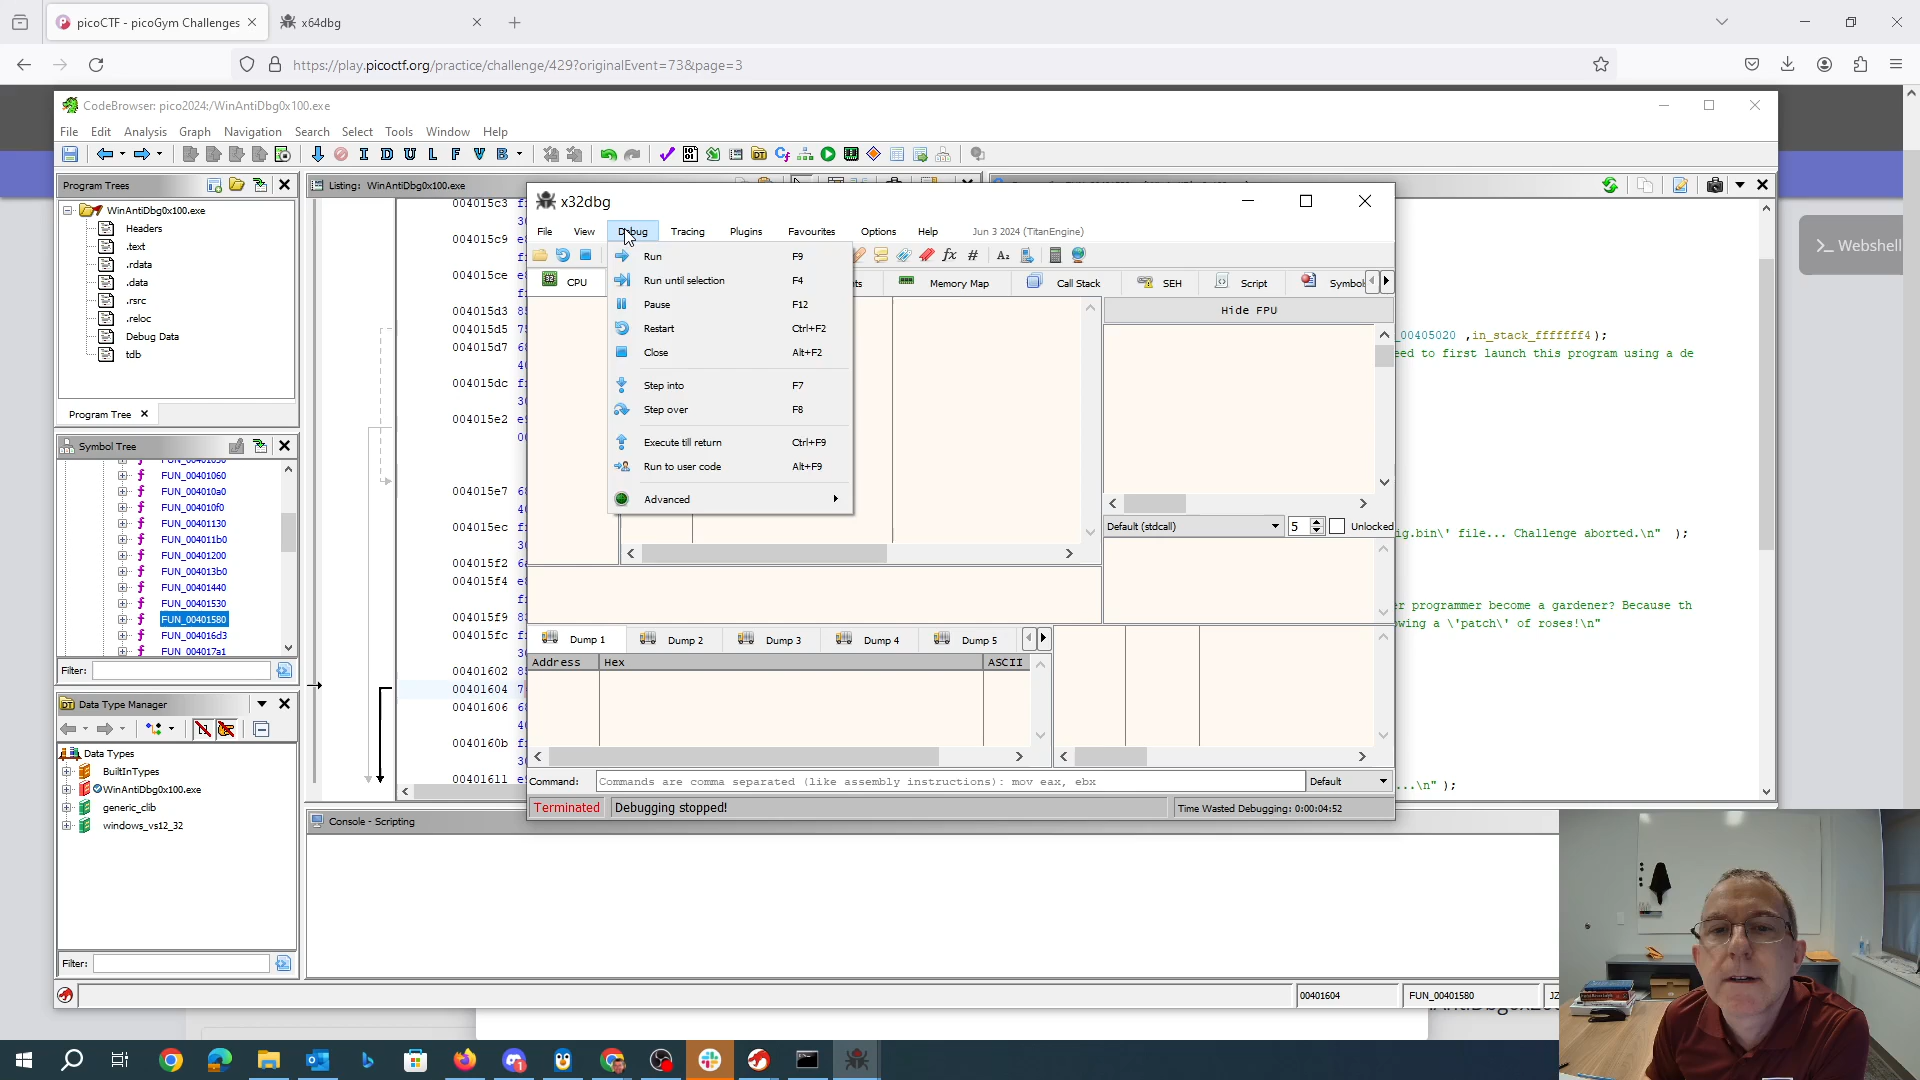 picoCTF - picoGym Challenges
x64dbg
https://play.picoctf.org/practice/challenge/429?originalEvent=73&page=3
CodeBrowser: pico2024:/WinAntiDbg0x100.exe
File Edit Analysis Graph Navigation Search Select Tools Window Help
Program Trees
Listing: WinAntiDbg0x100.exe
WinAntiDbg0x100.exe
Headers
.text
.rdata
.data
.rsrc
.reloc
Debug Data
tdb
Program Tree
Symbol Tree
FUN_00401060
FUN_004010a0
FUN_004010f0
FUN_00401130
FUN_004011b0
FUN_00401200
FUN_004013b0
FUN_00401440
FUN_00401530
FUN_00401580
FUN_004016d3
FUN_004017a1
Filter:
Data Type Manager
Data Types
BuiltInTypes
WinAntiDbg0x100.exe
generic_clib
windows_vs12_32
Filter:
004015c3
004015c9
004015ce
004015d3
004015d5
004015d7
004015dc
004015e2
004015e7
004015ec
004015f2
004015f4
004015f9
004015fc
00401602
00401604
00401606
0040160b
00401611
x32dbg
File View Debug Tracing Plugins Favourites Options Help Jun 3 2024 (TitanEngine)
CPU
Memory Map
Call Stack
SEH
Script
Symbol
Run F9
Run until selection F4
Pause F12
Restart Ctrl+F2
Close Alt+F2
Step into F7
Step over F8
Execute till return Ctrl+F9
Run to user code Alt+F9
Advanced
Hide FPU
Default (stdcall)
5
Unlocked
Dump 1
Dump 2
Dump 3
Dump 4
Dump 5
Address Hex ASCII
Command: Commands are comma separated (like assembly instructions): mov eax, ebx
Default
Terminated Debugging stopped! Time Wasted Debugging: 0:00:04:52
_00405020 ,in_stack_fffffff4);
eed to first launch this program using a de
ig.bin\' file... Challenge aborted.\n" );
r programmer become a gardener? Because th
wing a \'patch\' of roses!\n"
...\n" );
>_ Webshell
Console - Scripting
00401604
FUN_00401580
JZ